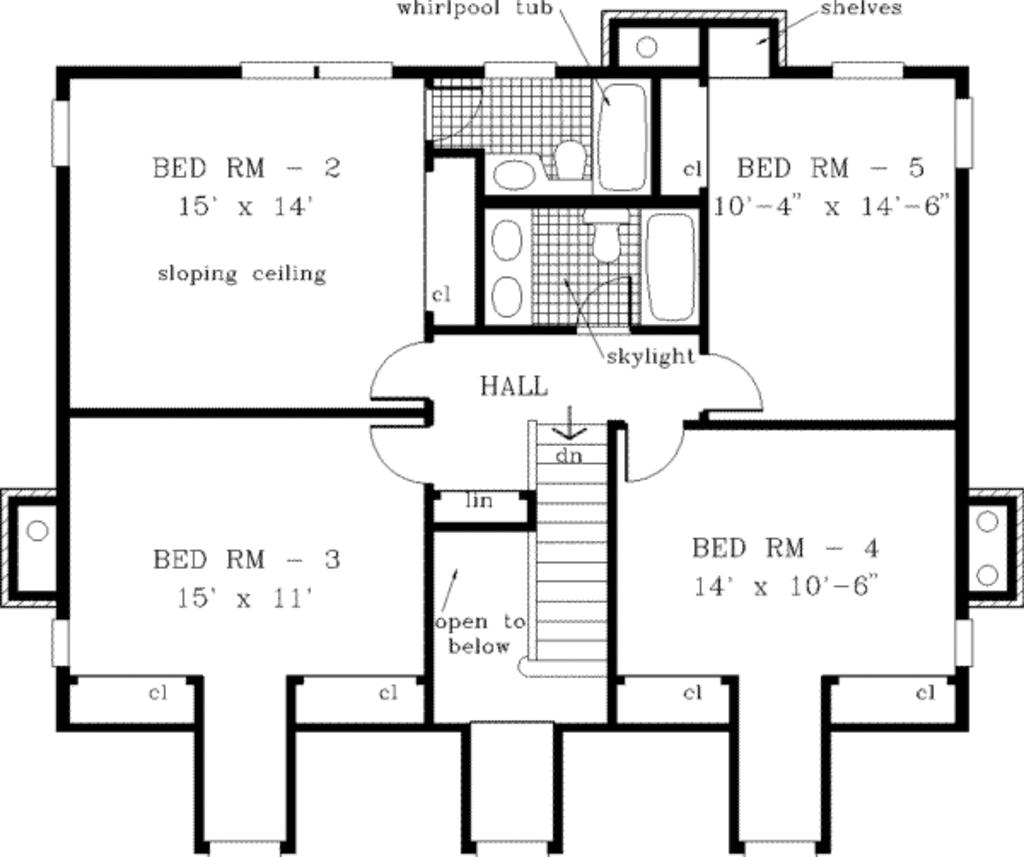 whirlpool tub
shelves
BED RM - 2
15' x 14'
sloping ceiling
cl
cl
BED RM - 5
10'-4" x 14'-6"
skylight
HALL
dn
lin
BED RM - 3
15' x 11'
open to
below
BED RM - 4
14' x 10'-6"
cl
cl
cl
cl